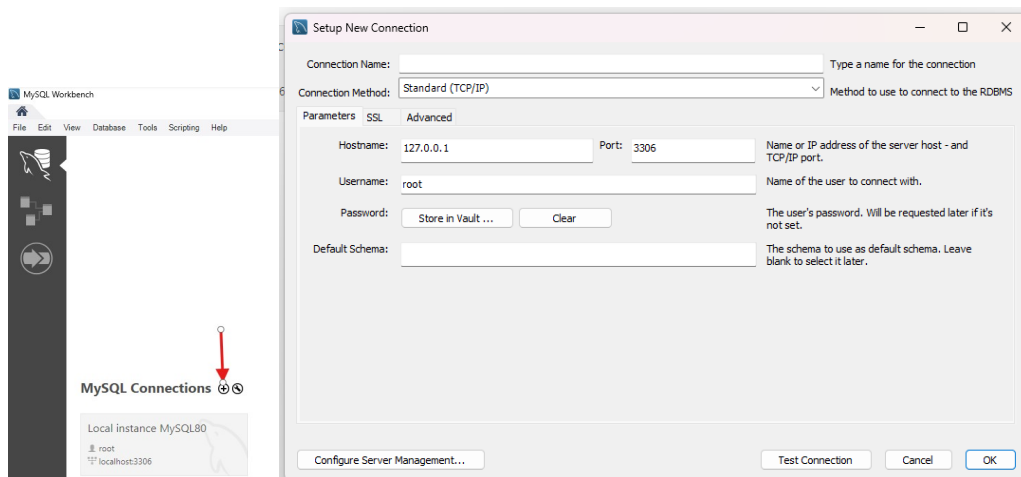 MySQL Workbench
File Edit View Database Tools Scripting Help
MySQL Connections
Local instance MySQL80
root
localhost:3306
Setup New Connection
Connection Name: Type a name for the connection
Connection Method: Standard (TCP/IP) Method to use to connect to the RDBMS
Parameters SSL Advanced
Hostname: 127.0.0.1 Port: 3306 Name or IP address of the server host - and
TCP/IP port.
Username: root Name of the user to connect with.
Password: Store in Vault ... Clear The user's password. Will be requested later if it's
not set.
Default Schema: The schema to use as default schema. Leave
blank to select it later.
Configure Server Management... Test Connection Cancel OK